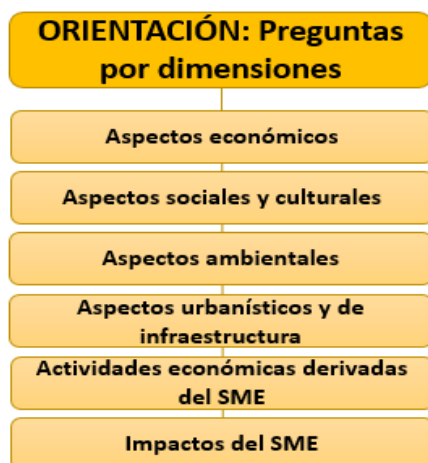 ORIENTACIÓN: Preguntas
por dimensiones
Aspectos económicos
Aspectos sociales y culturales
Aspectos ambientales
Aspectos urbanísticos y de
infraestructura
Actividades económicas derivadas
del SME
Impactos del SME